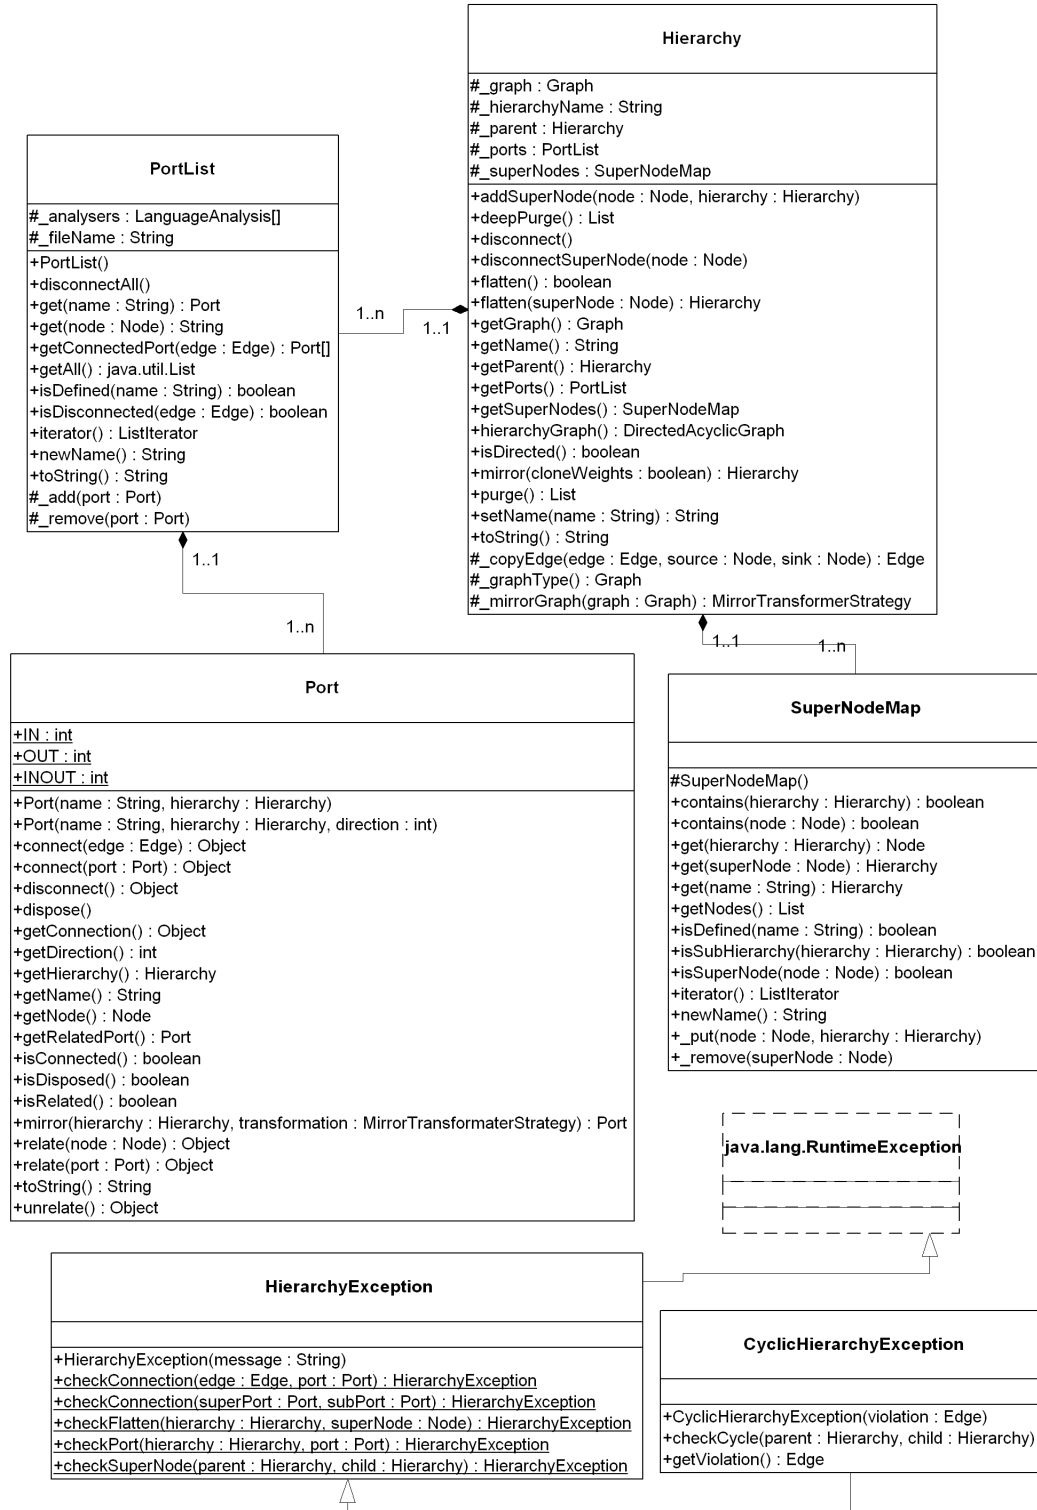 Hierarchy
#_graph : Graph
#_hierarchyName : String
#_parent : Hierarchy
#_ports : PortList
#_superNodes : SuperNodeMap
+addSuperNode(node : Node, hierarchy : Hierarchy)
+deepPurge() : List
+disconnect()
+disconnectSuperNode(node : Node)
+flatten() : boolean
+flatten(superNode : Node) : Hierarchy
+getGraph() : Graph
+getName() : String
+getParent() : Hierarchy
+getPorts() : PortList
+getSuperNodes() : SuperNodeMap
+hierarchyGraph() : DirectedAcyclicGraph
+isDirected() : boolean
+mirror(cloneWeights : boolean) : Hierarchy
+purge() : List
+setName(name : String) : String
+toString() : String
#_copyEdge(edge : Edge, source : Node, sink : Node) : Edge
#_graphType() : Graph
#_mirrorGraph(graph : Graph) : MirrorTransformerStrategy
PortList
#_analysers : LanguageAnalysis[]
#_fileName : String
+PortList()
+disconnectAll()
+get(name : String) : Port
+get(node : Node) : String
+getConnectedPort(edge : Edge) : Port[]
+getAll() : java.util.List
+isDefined(name : String) : boolean
+isDisconnected(edge : Edge) : boolean
+iterator() : ListIterator
+newName() : String
+toString() : String
#_add(port : Port)
#_remove(port : Port)
1..n
1..1
1..1
1..n
1..1
1..n
Port
+IN : int
+OUT : int
+INOUT : int
+Port(name : String, hierarchy : Hierarchy)
+Port(name : String, hierarchy : Hierarchy, direction : int)
+connect(edge : Edge) : Object
+connect(port : Port) : Object
+disconnect() : Object
+dispose()
+getConnection() : Object
+getDirection() : int
+getHierarchy() : Hierarchy
+getName() : String
+getNode() : Node
+getRelatedPort() : Port
+isConnected() : boolean
+isDisposed() : boolean
+isRelated() : boolean
+mirror(hierarchy : Hierarchy, transformation : MirrorTransformaterStrategy) : Port
+relate(node : Node) : Object
+relate(port : Port) : Object
+toString() : String
+unrelate() : Object
SuperNodeMap
#SuperNodeMap()
+contains(hierarchy : Hierarchy) : boolean
+contains(node : Node) : boolean
+get(hierarchy : Hierarchy) : Node
+get(superNode : Node) : Hierarchy
+get(name : String) : Hierarchy
+getNodes() : List
+isDefined(name : String) : boolean
+isSubHierarchy(hierarchy : Hierarchy) : boolean
+isSuperNode(node : Node) : boolean
+iterator() : ListIterator
+newName() : String
+_put(node : Node, hierarchy : Hierarchy)
+_remove(superNode : Node)
java.lang.RuntimeException
HierarchyException
+HierarchyException(message : String)
+checkConnection(edge : Edge, port : Port) : HierarchyException
+checkConnection(superPort : Port, subPort : Port) : HierarchyException
+checkFlatten(hierarchy : Hierarchy, superNode : Node) : HierarchyException
+checkPort(hierarchy : Hierarchy, port : Port) : HierarchyException
+checkSuperNode(parent : Hierarchy, child : Hierarchy) : HierarchyException
CyclicHierarchyException
+CyclicHierarchyException(violation : Edge)
+checkCycle(parent : Hierarchy, child : Hierarchy)
+getViolation() : Edge